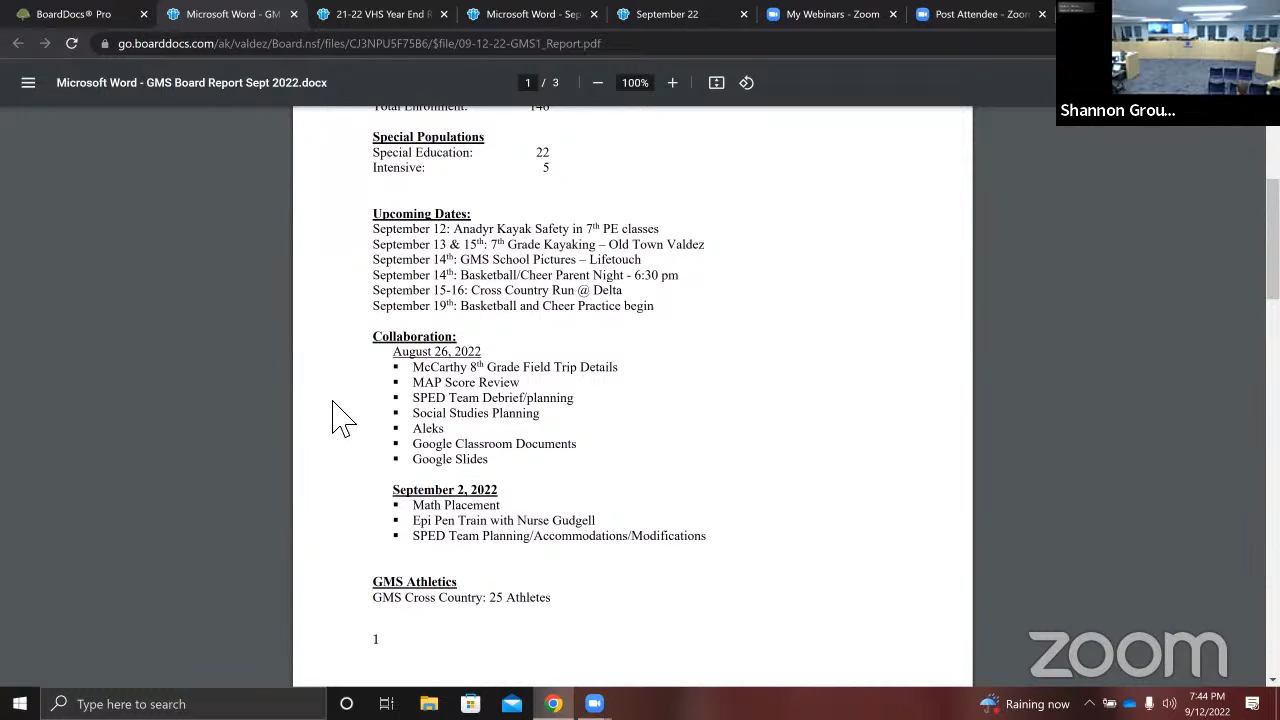 BoardDocs® Pro
Microsoft Word - GM
21-22 VHF Year End R
Microsoft Word - Sep
September 22
My Webinars - Zoom
Post Attendee - Zoom
go.boarddocs.com/ak/valdez/Board.nsf/files/CJ3NPU5F75B6/$file/09-12-22-GMS1_Report.pdf
Microsoft Word - GMS Board Report Sept 2022.docx
1 / 3
100%
Shannon Grou...
Total Enrollment: 146
Special Populations
Special Education: 22
Intensive: 5
Upcoming Dates:
September 12: Anadyr Kayak Safety in 7th PE classes
September 13 & 15th: 7th Grade Kayaking – Old Town Valdez
September 14th: GMS School Pictures – Lifetouch
September 14th: Basketball/Cheer Parent Night - 6:30 pm
September 15-16: Cross Country Run @ Delta
September 19th: Basketball and Cheer Practice begin
Collaboration:
August 26, 2022
▪ McCarthy 8th Grade Field Trip Details
▪ MAP Score Review
▪ SPED Team Debrief/planning
▪ Social Studies Planning
▪ Aleks
▪ Google Classroom Documents
▪ Google Slides
September 2, 2022
▪ Math Placement
▪ Epi Pen Train with Nurse Gudgell
▪ SPED Team Planning/Accommodations/Modifications
GMS Athletics
GMS Cross Country: 25 Athletes
1
zoom
Type here to search
Raining now
7:44 PM
9/12/2022